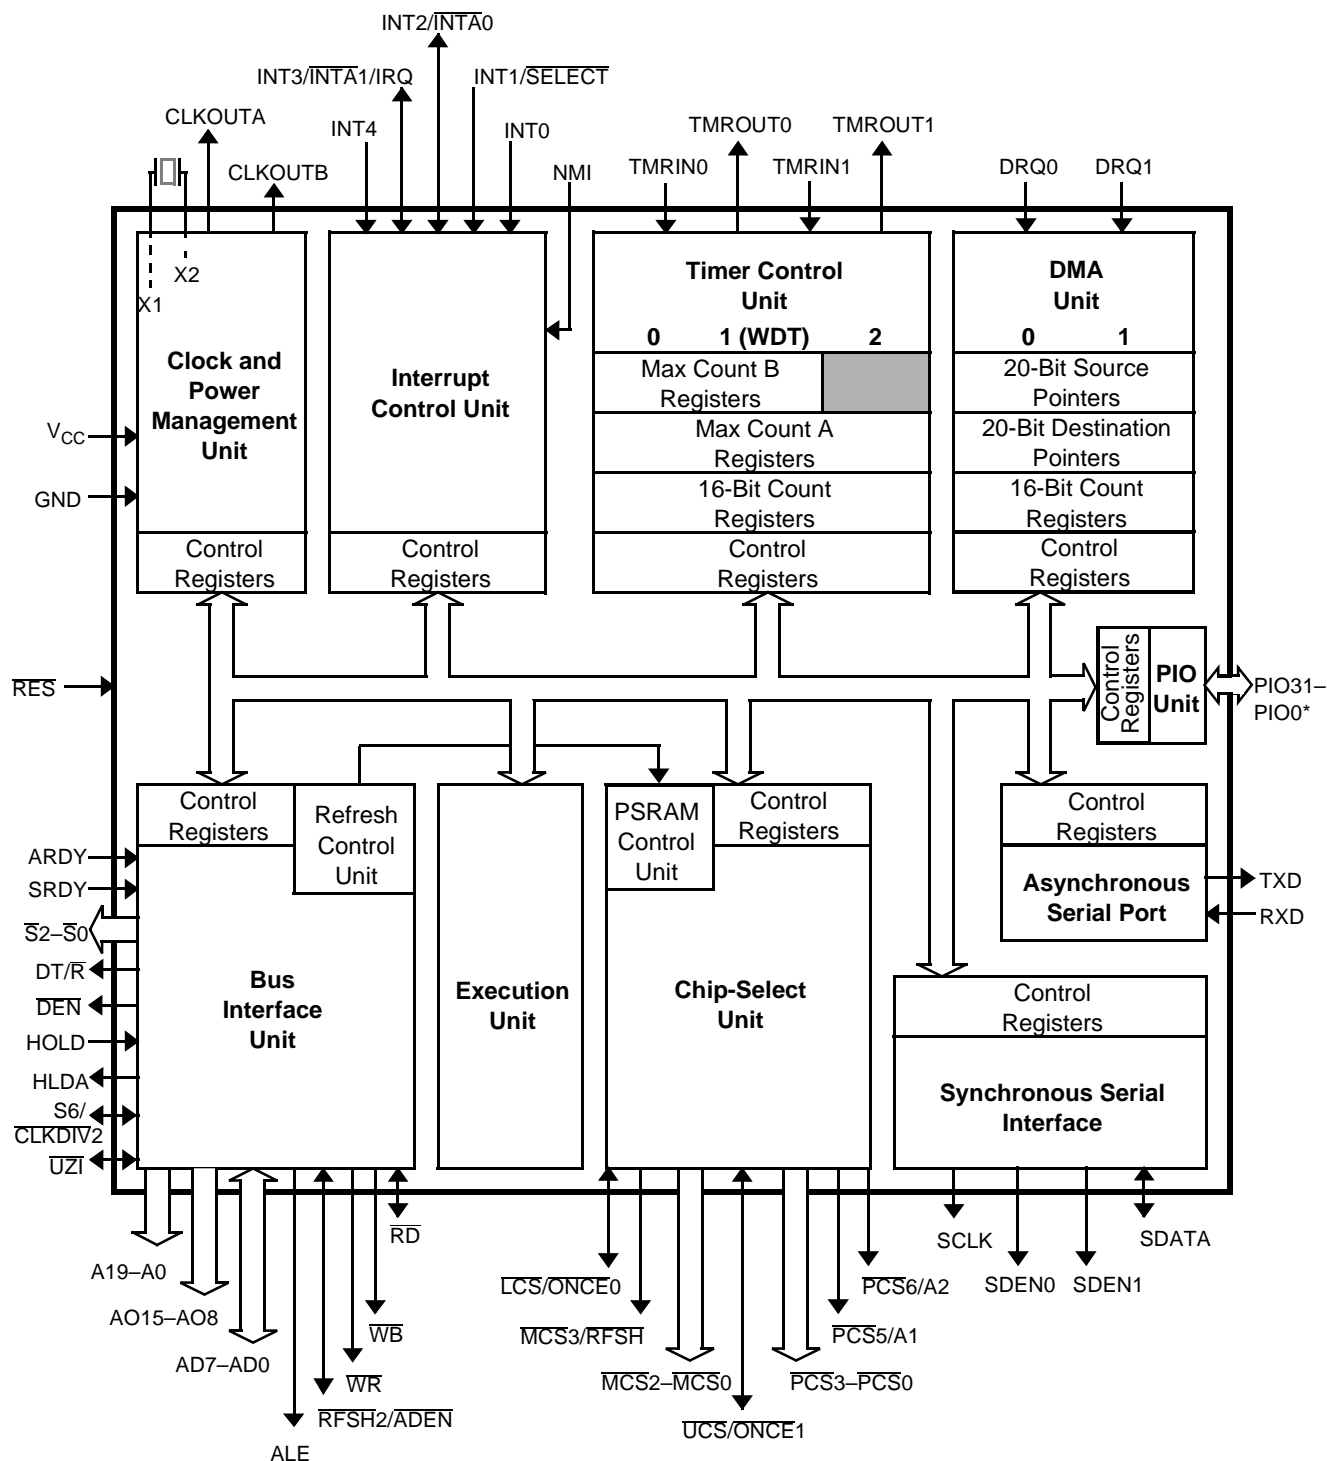 INT2/INTA0
INT3/INTA1/IRQ
INT1/SELECT
CLKOUTA
INT4
INT0
TMROUT0
TMROUT1
CLKOUTB
NMI
TMRIN0
TMRIN1
DRQ0
DRQ1
X2
X1
Clock and
Power
Management
Unit
Control
Registers
Interrupt
Control Unit
Control
Registers
Timer Control
Unit
0 1 (WDT) 2
Max Count B
Registers
Max Count A
Registers
16-Bit Count
Registers
Control
Registers
DMA
Unit
0 1
20-Bit Source
Pointers
20-Bit Destination
Pointers
16-Bit Count
Registers
Control
Registers
VCC
GND
RES
Control
Registers
PIO
Unit
PIO31–
PIO0*
Control
Registers
Refresh
Control
Unit
Bus
Interface
Unit
Execution
Unit
PSRAM
Control
Unit
Control
Registers
Chip-Select
Unit
Control
Registers
Asynchronous
Serial Port
TXD
RXD
Control
Registers
Synchronous Serial
Interface
ARDY
SRDY
S2–S0
DT/R
DEN
HOLD
HLDA
S6/
CLKDIV2
UZI
A19–A0
AO15–AO8
AD7–AD0
ALE
RFSH2/ADEN
WR
WB
RD
LCS/ONCE0
MCS3/RFSH
MCS2–MCS0
UCS/ONCE1
PCS3–PCS0
PCS5/A1
PCS6/A2
SCLK
SDEN0
SDEN1
SDATA